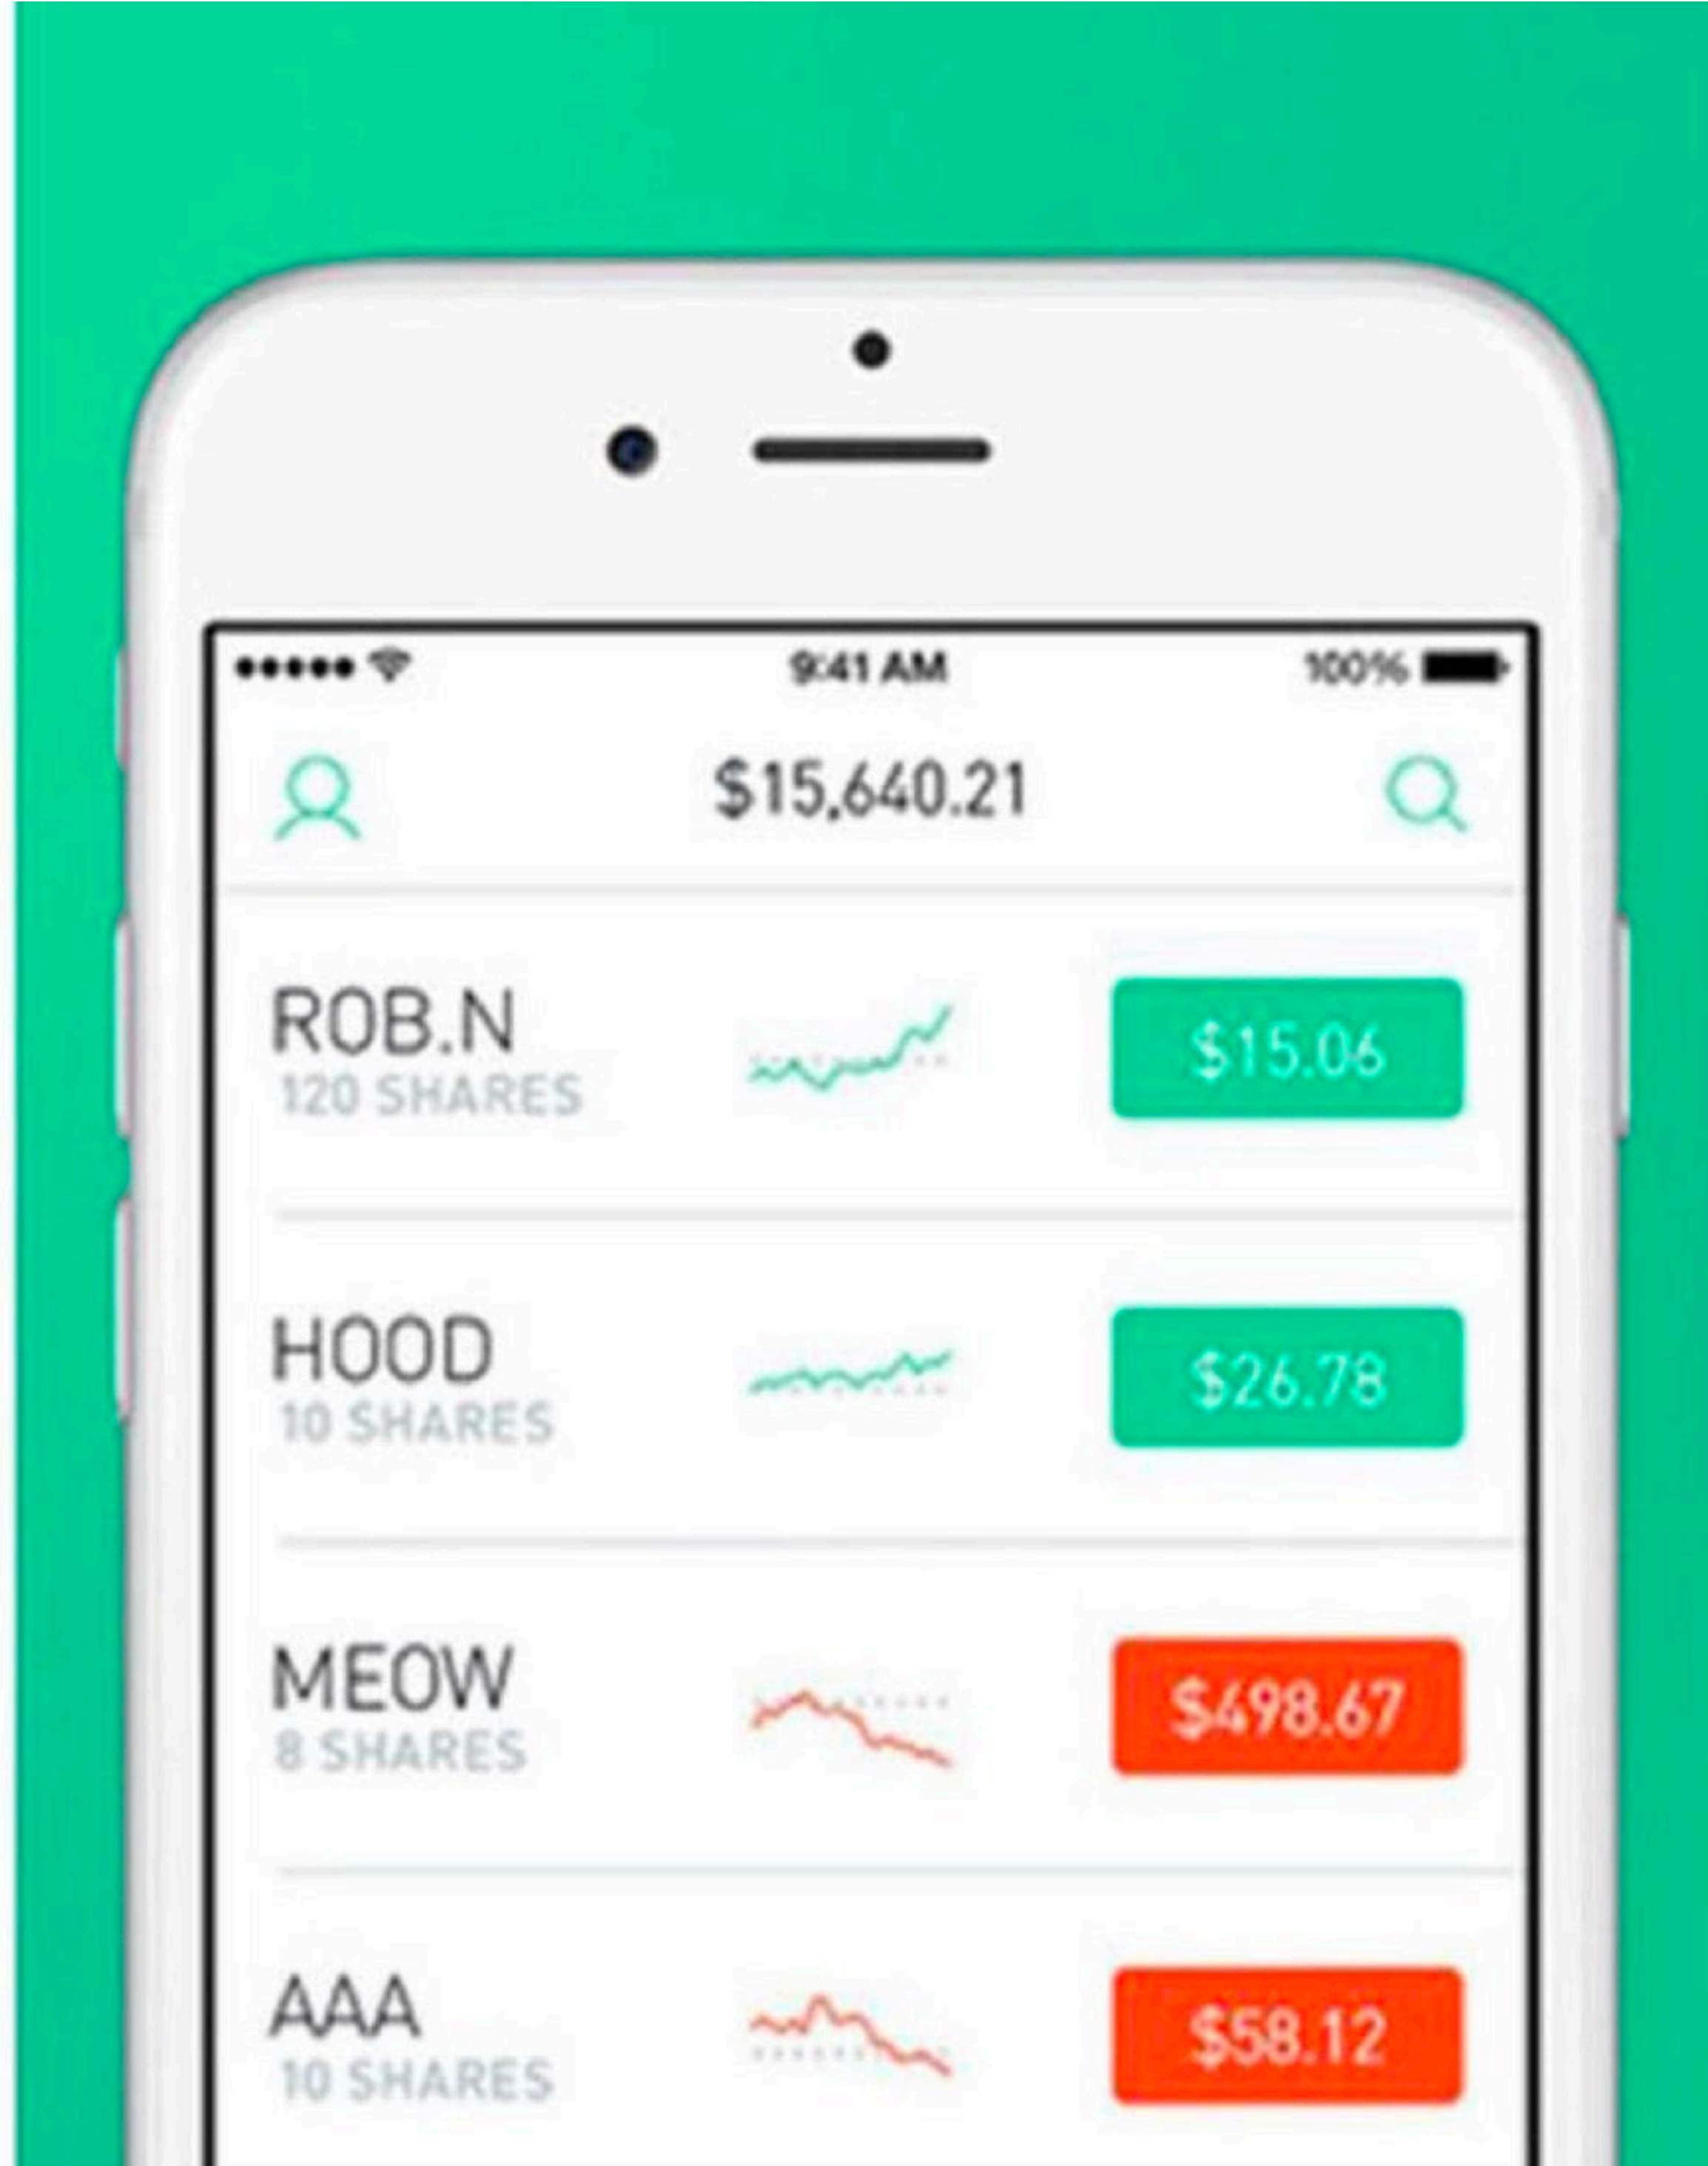 9:41 AM 100%
$15,640.21
ROB.N
120 SHARES
$15.06
HOOD
10 SHARES
$26.78
MEOW
8 SHARES
$498.67
AAA
10 SHARES
$58.12